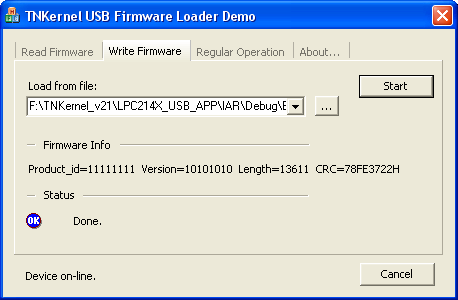 TNKernel USB Firmware Loader Demo
Read Firmware Write Firmware Regular Operation About...
Load from file:
Start
F:\TNKernel_v21\LPC214X_USB_APP\IAR\Debug\E ...
Firmware Info
Product_id=11111111 Version=10101010 Length=13611 CRC=78FE3722H
Status
OK Done.
Device on-line.
Cancel